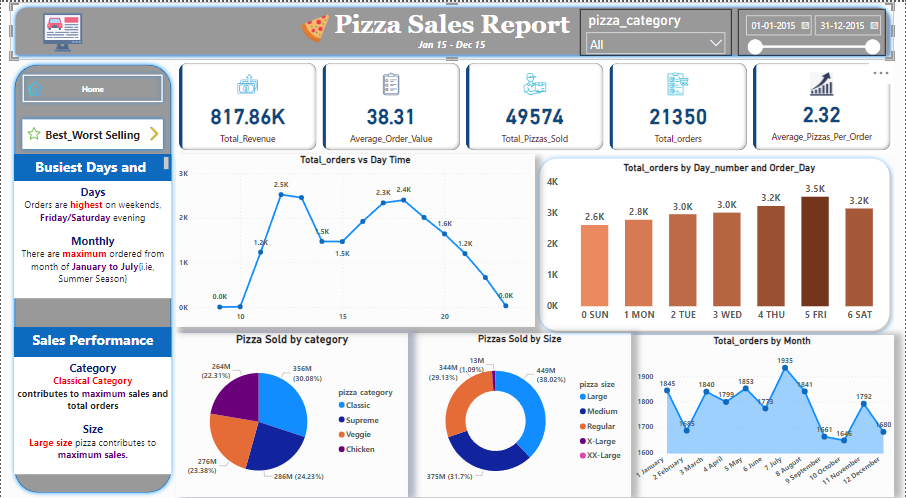 Pizza Sales Report
Jan 15 - Dec 15
pizza_category
All
01-01-2015
31-12-2015
Home
Best_Worst Selling
Busiest Days and
Days
Orders are highest on weekends,
Friday/Saturday evening
Monthly
There are maximum ordered from
month of January to July{i.ie,
Summer Season}
Sales Performance
Category
Classical Category
contributes to maximum sales and
total orders
Size
Large size pizza contributes to
maximum sales.
817.86K
Total_Revenue
38.31
Average_Order_Value
49574
Total_Pizzas_Sold
21350
Total_orders
2.32
Average_Pizzas_Per_Order
Total_orders vs Day Time
3K
2K
1K
0K
0.0K
1.2K
2.5K
1.5K
2.3K
2.4K
1.6K
1.2K
0.0K
10
15
20
Total_orders by Day_number and Order_Day
4K
3K
2K
1K
0K
2.6K
2.8K
3.0K
3.0K
3.2K
3.5K
3.2K
0 SUN
1 MON
2 TUE
3 WED
4 THU
5 FRI
6 SAT
Pizza Sold by category
264M
(22.31%)
356M
(30.08%)
276M
(23.38%)
286M (24.23%)
pizza_category
Classic
Supreme
Veggie
Chicken
Pizzas Sold by Size
13M
(1.09%)
344M
(29.13%)
449M
(38.02%)
375M (31.7%)
pizza_size
Large
Medium
Regular
X-Large
XX-Large
Total_orders by Month
1900
1800
1700
1600
1845
1685
1840
1799
1853
1773
1935
1841
1661
1646
1792
1680
1 January
2 February
3 March
4 April
5 May
6 June
7 July
8 August
9 September
10 October
11 November
12 December